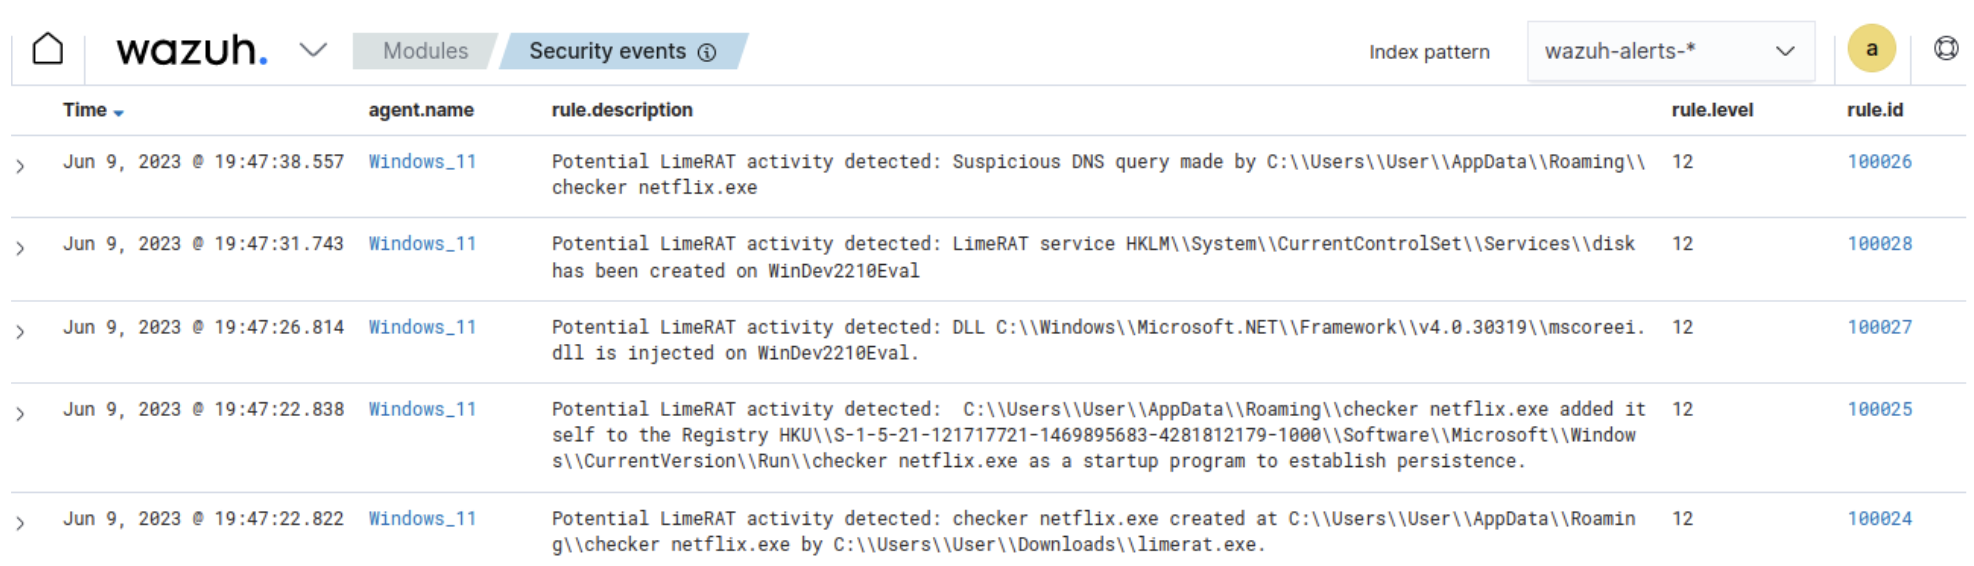 wazuh. Modules Security events Index pattern wazuh-alerts-* a
Time agent.name rule.description rule.level rule.id
Jun 9, 2023 @ 19:47:38.557 Windows_11 Potential LimeRAT activity detected: Suspicious DNS query made by C:\\Users\\User\\AppData\\Roaming\\ 12 100026
checker netflix.exe
Jun 9, 2023 @ 19:47:31.743 Windows_11 Potential LimeRAT activity detected: LimeRAT service HKLM\\System\\CurrentControlSet\\Services\\disk 12 100028
has been created on WinDev2210Eval
Jun 9, 2023 @ 19:47:26.814 Windows_11 Potential LimeRAT activity detected: DLL C:\\Windows\\Microsoft.NET\\Framework\\v4.0.30319\\mscoreei. 12 100027
dll is injected on WinDev2210Eval.
Jun 9, 2023 @ 19:47:22.838 Windows_11 Potential LimeRAT activity detected:  C:\\Users\\User\\AppData\\Roaming\\checker netflix.exe added it 12 100025
self to the Registry HKU\\S-1-5-21-121717721-1469895683-4281812179-1000\\Software\\Microsoft\\Window
s\\CurrentVersion\\Run\\checker netflix.exe as a startup program to establish persistence.
Jun 9, 2023 @ 19:47:22.822 Windows_11 Potential LimeRAT activity detected: checker netflix.exe created at C:\\Users\\User\\AppData\\Roamin 12 100024
g\\checker netflix.exe by C:\\Users\\User\\Downloads\\limerat.exe.